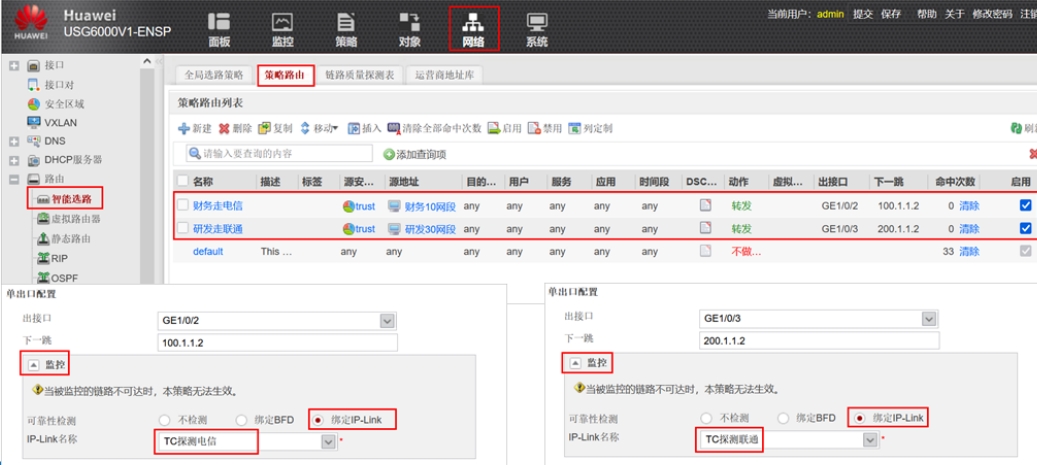 HUAWEI
Huawei
USG6000V1-ENSP
面板 监控 策略 对象 网络 系统
当前用户: admin 提交 保存 帮助 关于 修改密码
接口
接口对
安全区域
VXLAN
DNS
DHCP服务器
路由
智能选路
虚拟路由器
静态路由
RIP
OSPF
全局选路策略 策略路由 链路质量探测表 运营商地址库
策略路由列表
新建 删除 复制 移动 插入 清除全部命中次数 启用 禁用 列定制
请输入要查询的内容 添加查询项
名称 描述 标签 源安... 源地址 目的... 用户 服务 应用 时间段 DSC... 动作 虚拟... 出接口 下一跳 命中次数 启用
财务走电信 trust 财务10网段 any any any any any 转发 GE1/0/2 100.1.1.2 0 清除
研发走联通 trust 研发30网段 any any any any any 转发 GE1/0/3 200.1.1.2 0 清除
default This ... any any any any any any any 不做... 33 清除
单出口配置
出接口 GE1/0/2
下一跳 100.1.1.2
监控
当被监控的链路不可达时，本策略无法生效。
可靠性检测 不检测 绑定BFD 绑定IP-Link
IP-Link名称 TC探测电信 *
单出口配置
出接口 GE1/0/3
下一跳 200.1.1.2
监控
当被监控的链路不可达时，本策略无法生效。
可靠性检测 不检测 绑定BFD 绑定IP-Link
IP-Link名称 TC探测联通 *